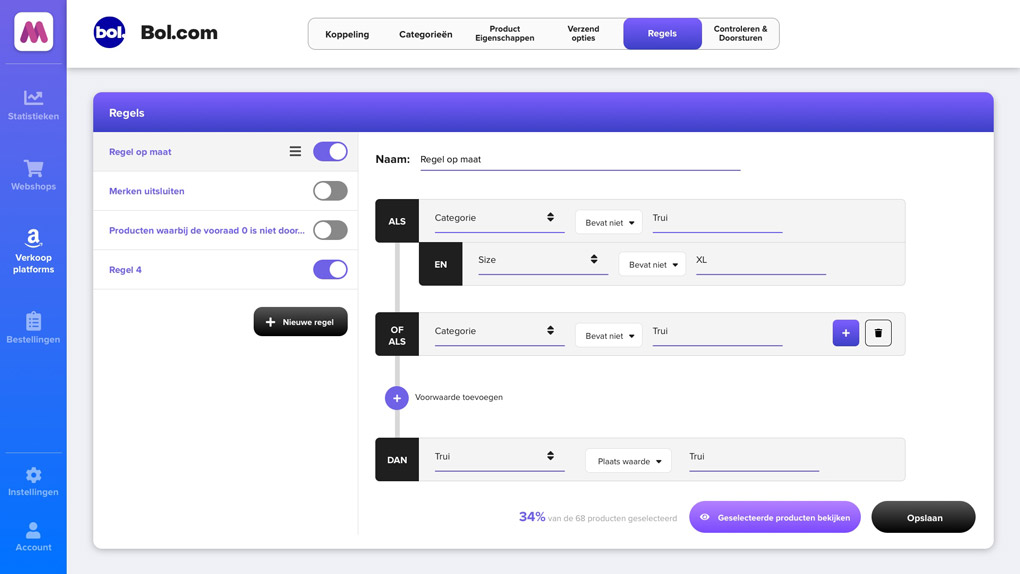 bol.
Bol.com
Koppeling
Categorieën
Product
Eigenschappen
Verzend
opties
Regels
Controleren &
Doorsturen
Statistieken
Webshops
Verkoop
platforms
Bestellingen
Instellingen
Account
Regels
Regel op maat
Merken uitsluiten
Producten waarbij de vooraad 0 is niet door...
Regel 4
Nieuwe regel
Naam: Regel op maat
ALS Categorie Bevat niet Trui
EN Size Bevat niet XL
OF
ALS
Categorie Bevat niet Trui
Voorwaarde toevoegen
DAN Trui Plaats waarde Trui
34% van de 68 producten geselecteerd
Geselecteerde producten bekijken
Opslaan